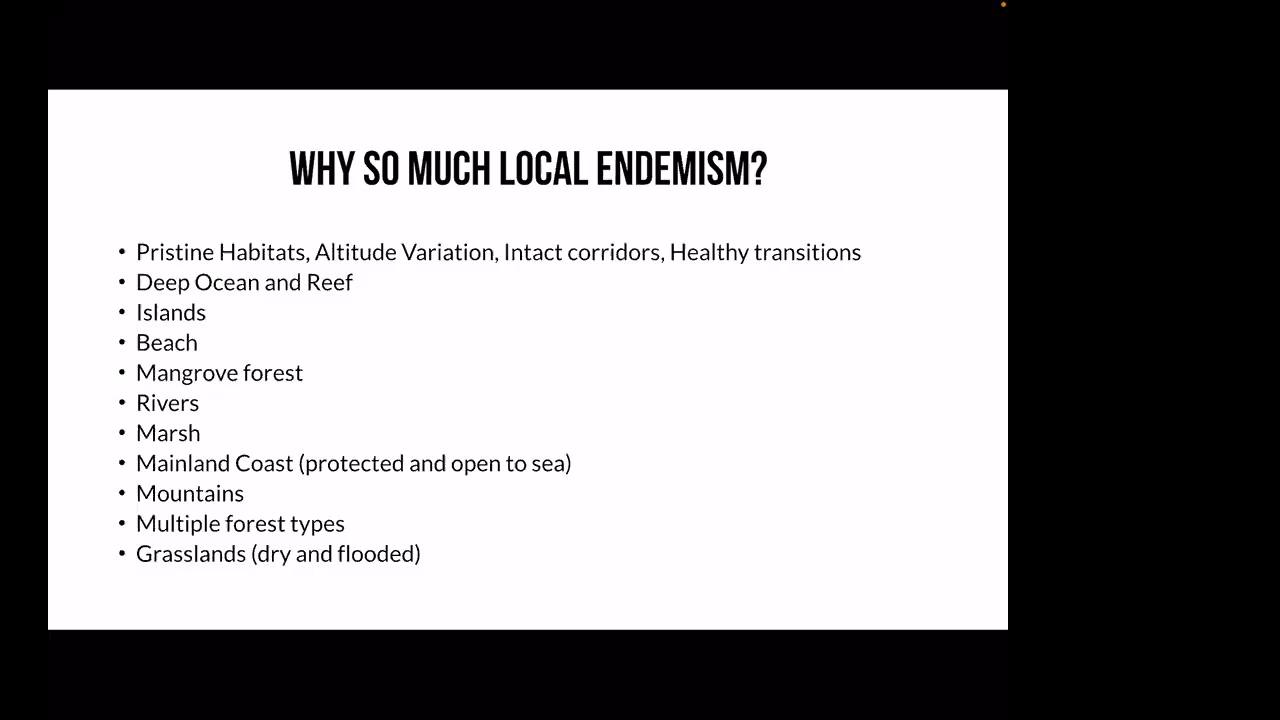 WHY SO MUCH LOCAL ENDEMISM?
• Pristine Habitats, Altitude Variation, Intact corridors, Healthy transitions
• Deep Ocean and Reef
• Islands
• Beach
• Mangrove forest
• Rivers
• Marsh
• Mainland Coast (protected and open to sea)
• Mountains
• Multiple forest types
• Grasslands (dry and flooded)